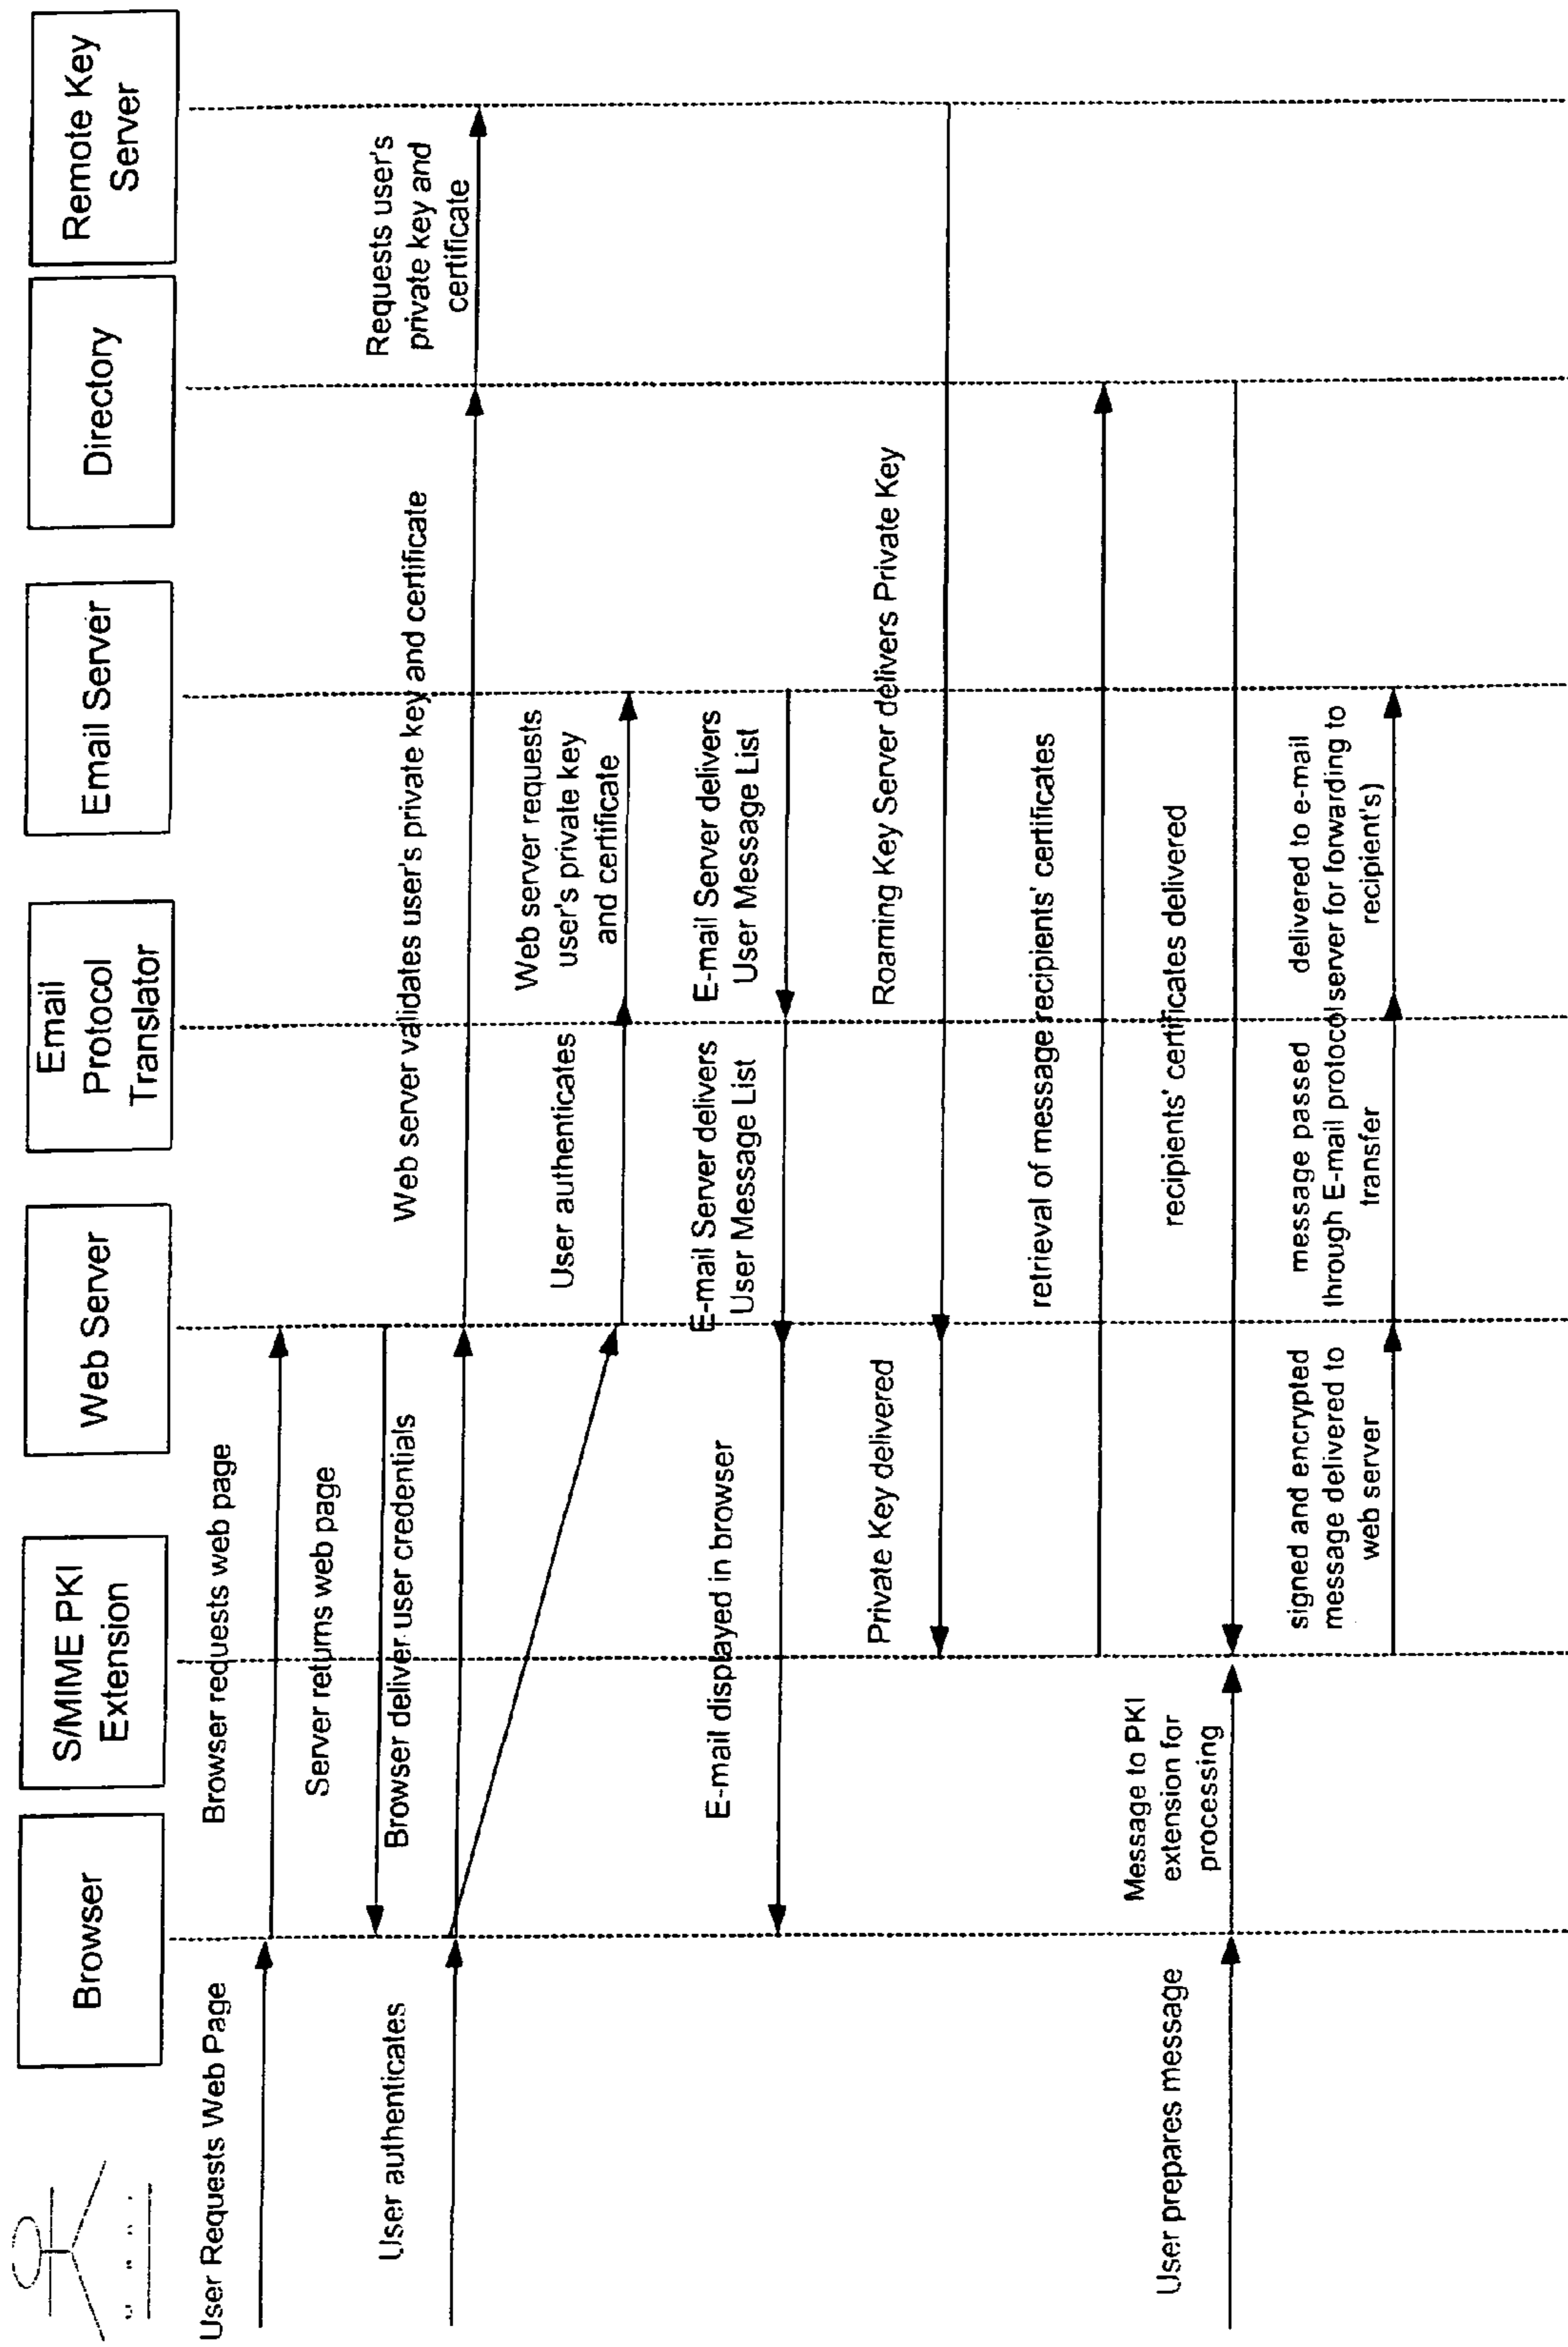 Browser
S/MIME PKI
Extension
Web Server
Email
Protocol
Translator
Email Server
Directory
Remote Key
Server
User Requests Web Page
Browser requests web page
Server returns web page
User authenticates
Browser deliver user credentials
Web server validates user's private key and certificate
Requests user's
private key and
certificate
User authenticates
Web server requests
user's private key
and certificate
E-mail displayed in browser
E-mail Server delivers
User Message List
E-mail Server delivers
User Message List
Private Key delivered
Roaming Key Server delivers Private Key
retrieval of message recipients' certificates
User prepares message
Message to PKI
extension for
processing
recipients' certificates delivered
signed and encrypted
message delivered to
web server
message passed
through E-mail protocol
transfer
delivered to e-mail
server for forwarding to
recipient's)